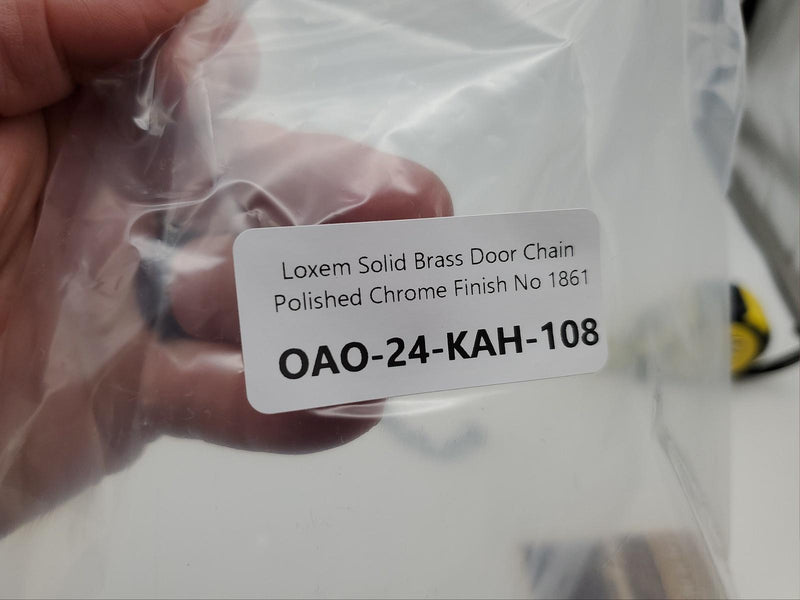 Loxem Solid Brass Door Chain
Polished Chrome Finish No 1861
OAO-24-KAH-108